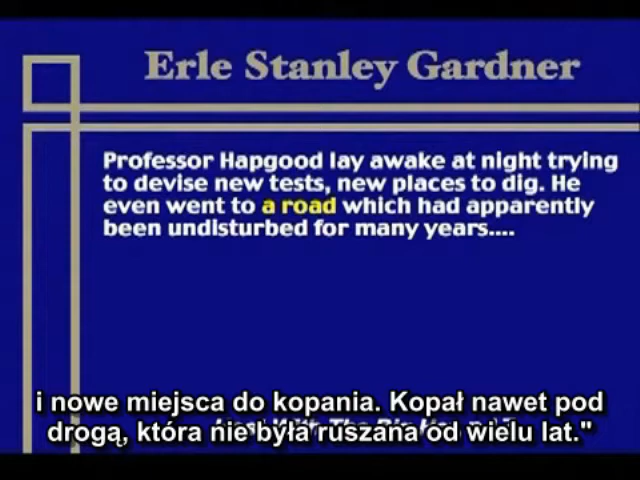 Erle Stanley Gardner
Professor Hapgood lay awake at night trying
to devise new tests, new places to dig. He
even went to a road which had apparently
been undisturbed for many years....
i nowe miejsca do kopania. Kopał nawet pod
drogą, która nie była ruszana od wielu lat."